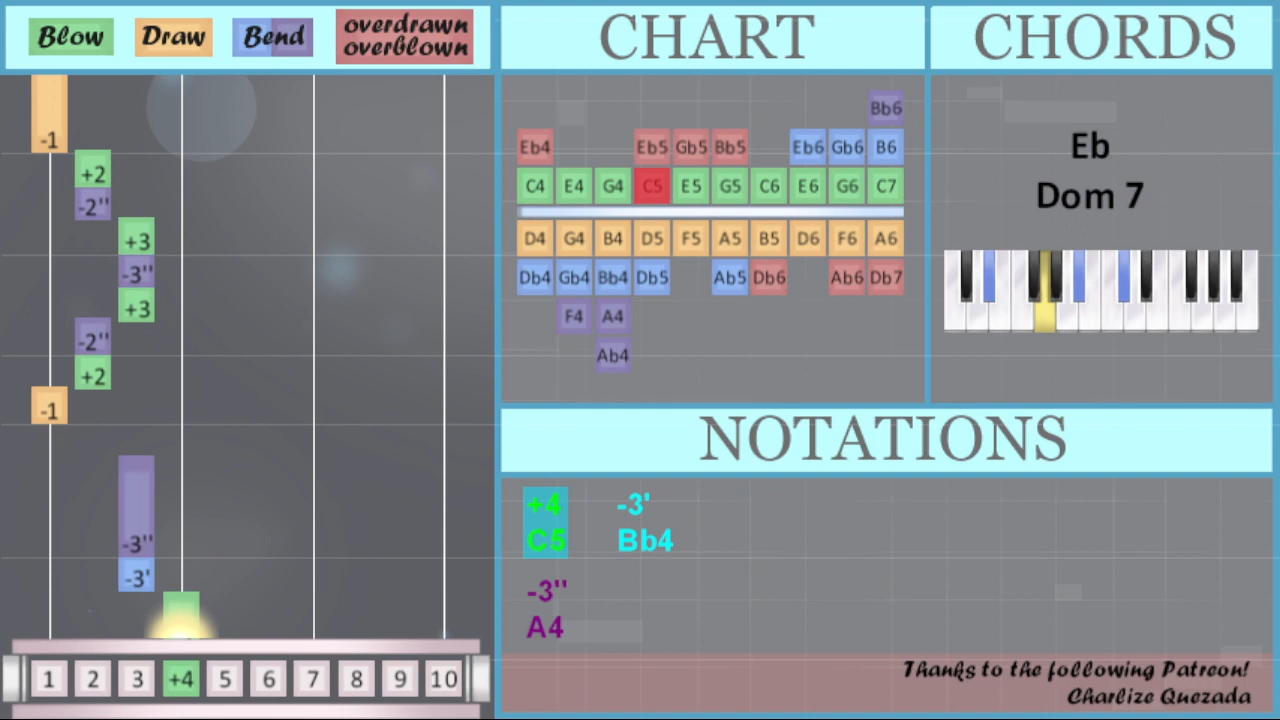 Blow Draw Bend overdrawn
overblown
CHART
CHORDS
-1
+2
-2''
+3
-3''
+3
-2''
+2
-1
-3''
-3'
1 2 3 +4 5 6 7 8 9 10
Bb6
Eb4 Eb5 Gb5 Bb5 Eb6 Gb6 B6
C4 E4 G4 C5 E5 G5 C6 E6 G6 C7
D4 G4 B4 D5 F5 A5 B5 D6 F6 A6
Db4 Gb4 Bb4 Db5 Ab5 Db6 Ab6 Db7
F4 A4
Ab4
Eb
Dom 7
NOTATIONS
+4 -3'
C5 Bb4
-3''
A4
Thanks to the following Patreon!
Charlize Quezada